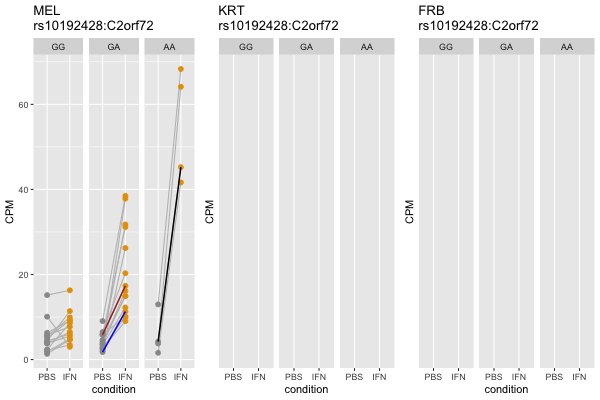 MEL
rs10192428:C2orf72
GG GA AA
CPM
60
40
20
0
PBS IFN PBS IFN PBS IFN
condition
KRT
rs10192428:C2orf72
GG GA AA
CPM
PBS IFN PBS IFN PBS IFN
condition
FRB
rs10192428:C2orf72
GG GA AA
CPM
PBS IFN PBS IFN PBS IFN
condition